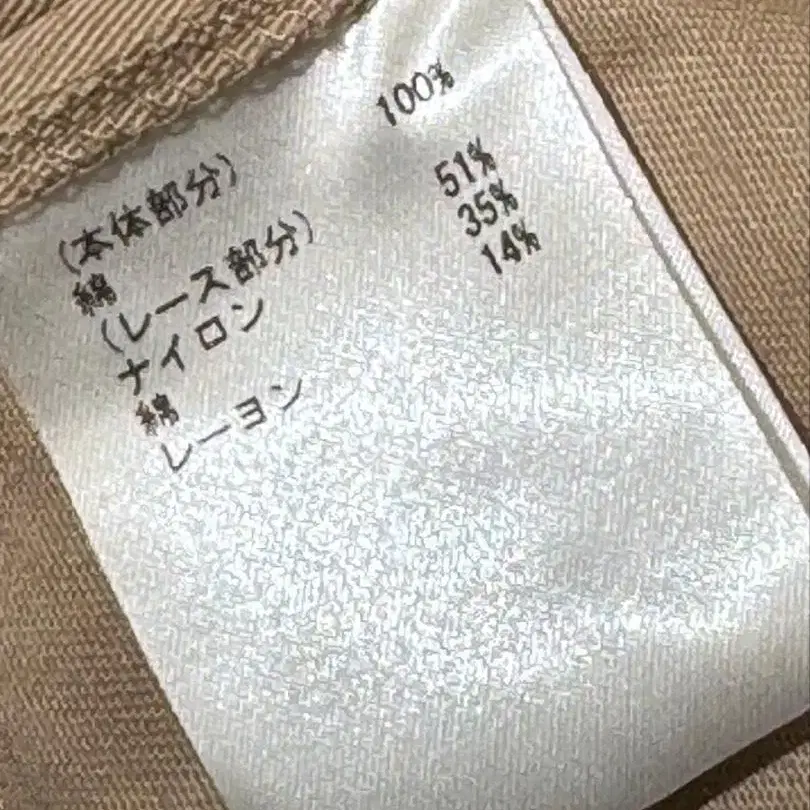 (本体部分)
綿 100%
(レース部分)
ナイロン 51%
綿 35%
レーヨン 14%